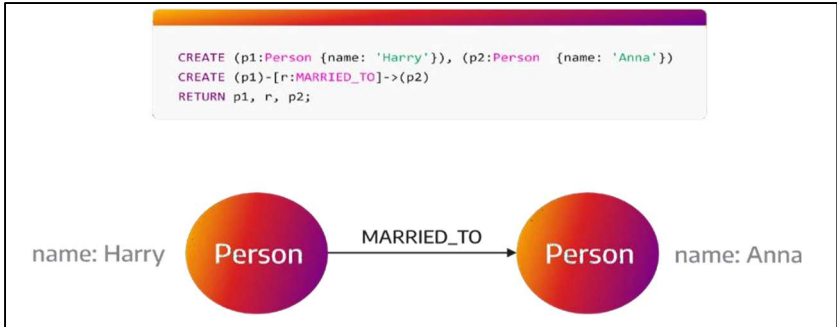 CREATE (p1:Person {name: 'Harry'}), (p2:Person {name: 'Anna'})
CREATE (p1)-[r:MARRIED_TO]->(p2)
RETURN p1, r, p2;
MARRIED_TO
name: Harry
Person
Person
name: Anna